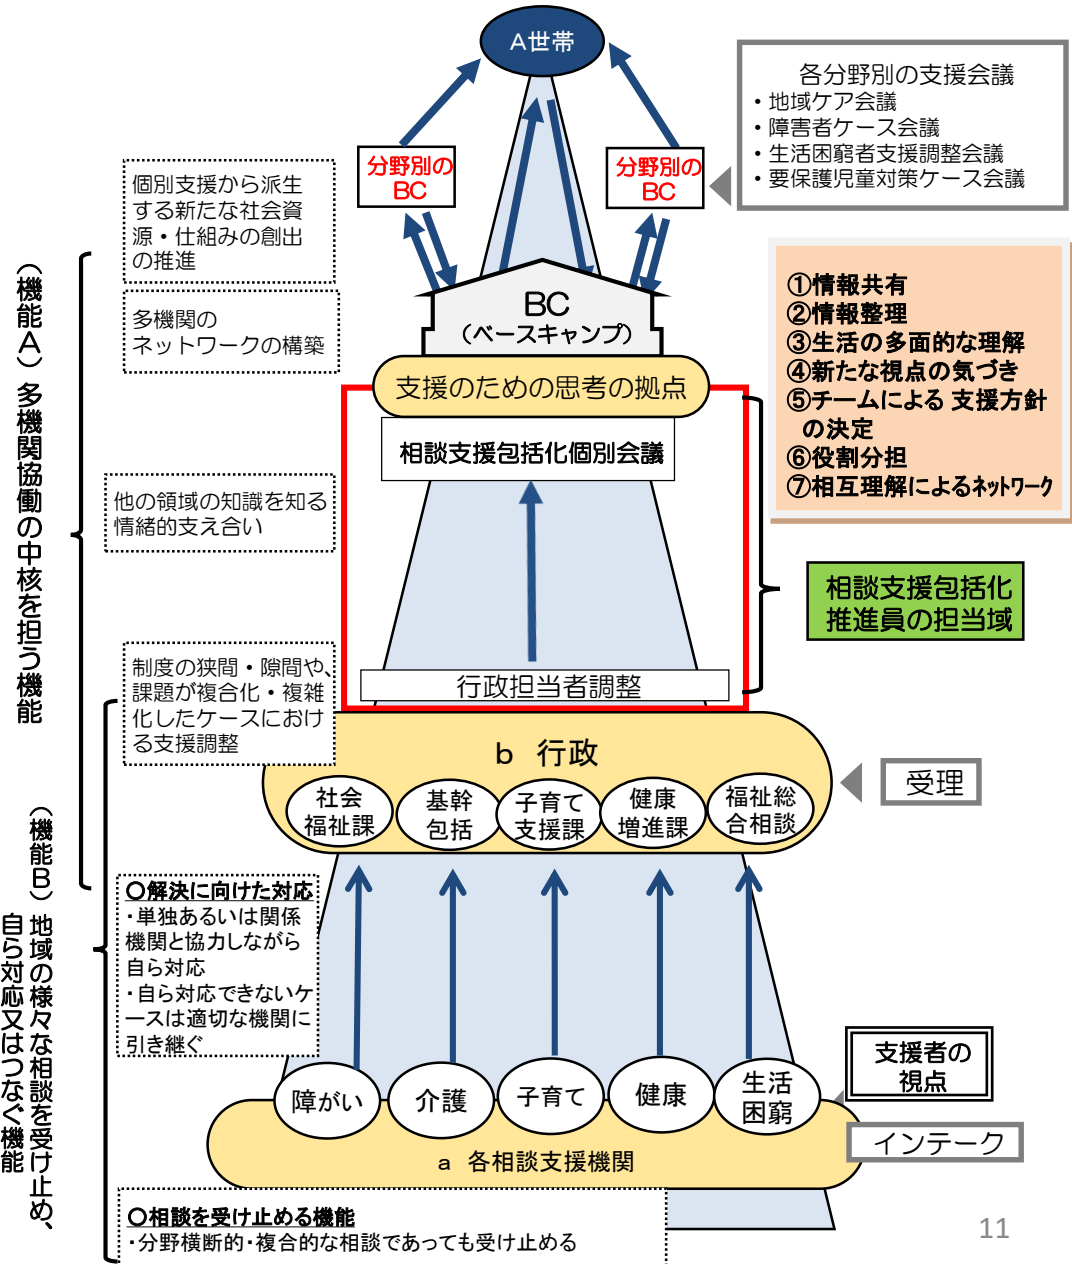 A世帯
各分野別の支援会議
・地域ケア会議
・障害者ケース会議
・生活困窮者支援調整会議
・要保護児童対策ケース会議
分野別の
BC
分野別の
BC
個別支援から派生
する新たな社会資
源・仕組みの創出
の推進
多機関の
ネットワークの構築
BC
（ベースキャンプ）
支援のための思考の拠点
相談支援包括化個別会議
①情報共有
②情報整理
③生活の多面的な理解
④新たな視点の気づき
⑤チームによる 支援方針
の決定
⑥役割分担
⑦相互理解によるネットワーク
（機能A）多機関協働の中核を担う機能
他の領域の知識を知る
情緒的支え合い
相談支援包括化
推進員の担当域
制度の狭間・隙間や、
課題が複合化・複雑
化したケースにおけ
る支援調整
行政担当者調整
b 行政
社会
福祉課
基幹
包括
子育て
支援課
健康
増進課
福祉総
合相談
受理
（機能B）地域の様々な相談を受け止め、
自ら対応又はつなぐ機能
〇解決に向けた対応
・単独あるいは関係
機関と協力しながら
自ら対応
・自ら対応できないケ
ースは適切な機関に
引き継ぐ
障がい
介護
子育て
健康
生活
困窮
支援者の
視点
インテーク
a 各相談支援機関
〇相談を受け止める機能
・分野横断的・複合的な相談であっても受け止める
11